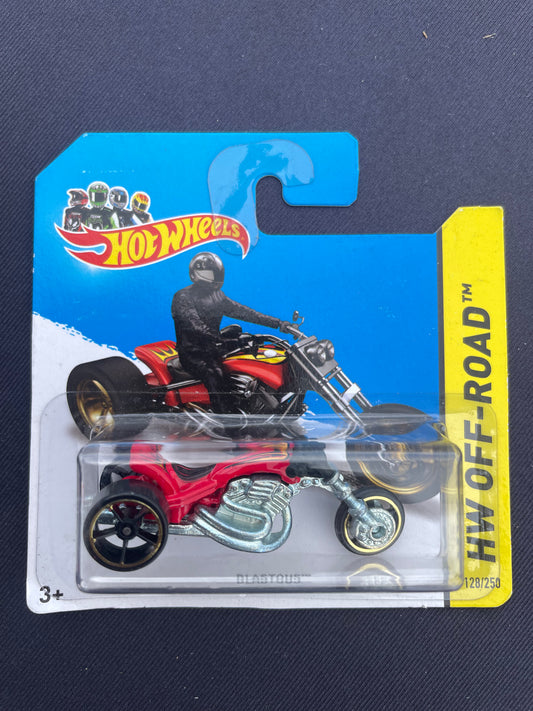 HOT WHEELS
HW OFF-ROAD™
BLASTOUS™
128/250
3+